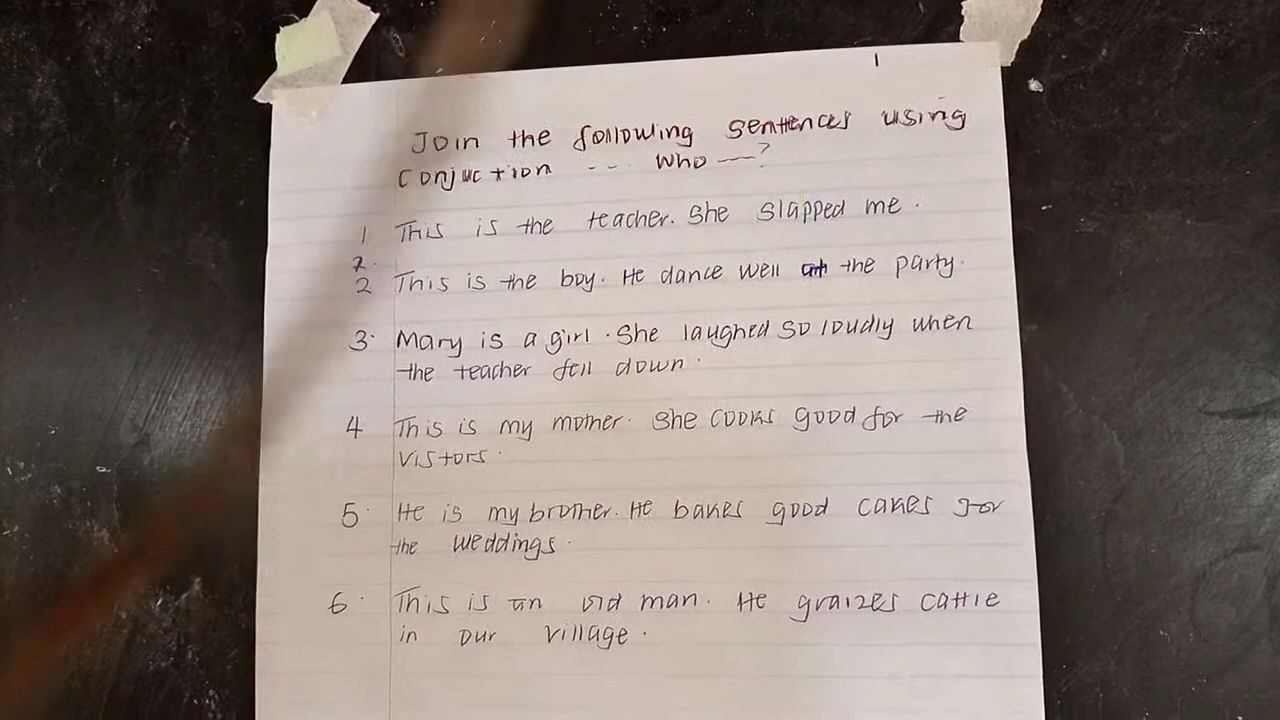 Join the following sentences using
conjuction --- who ---?
1 This is the teacher. She slapped me.
2.
2 This is the boy. He dance well at the party.
3. Mary is a girl. She laughed so loudly when
the teacher fell down.
4 This is my mother. She cooks good for the
vistors.
5. He is my brother. He bakes good cakes for
the weddings.
6. This is an old man. He graizes cattle
in our village.